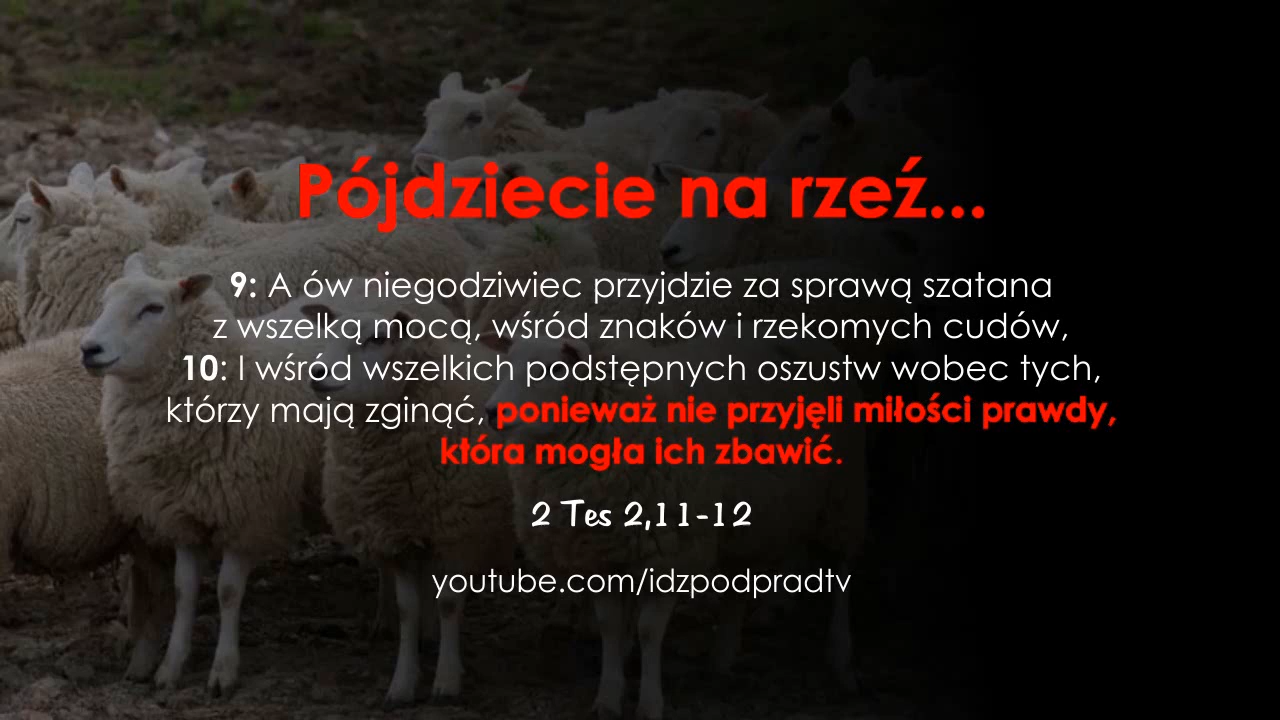 Pójdziecie na rzeź...
9: A ów niegodziwiec przyjdzie za sprawą szatana
z wszelką mocą, wśród znaków i rzekomych cudów,
10: I wśród wszelkich podstępnych oszustw wobec tych,
którzy mają zginąć, ponieważ nie przyjęli miłości prawdy,
która mogła ich zbawić.
2 Tes 2,11-12
youtube.com/idzpodpradtv